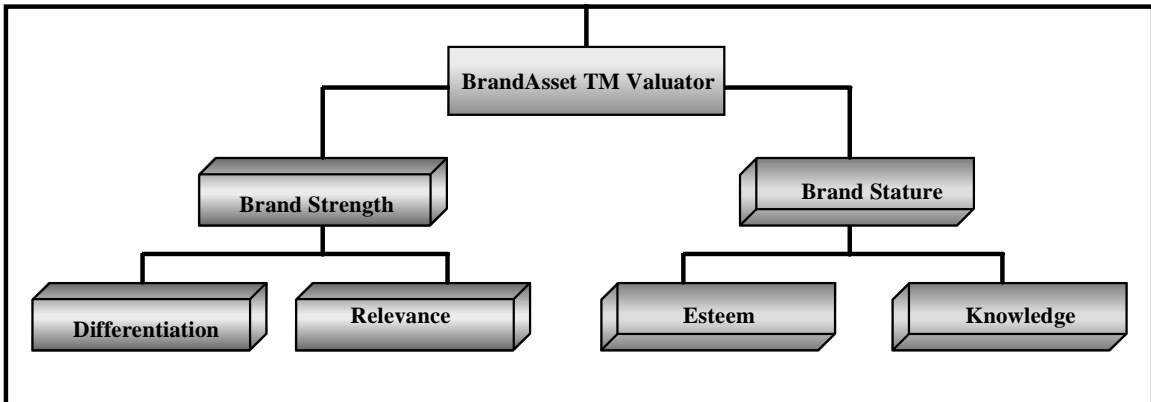 BrandAsset TM Valuator
Brand Strength
Brand Stature
Differentiation
Relevance
Esteem
Knowledge